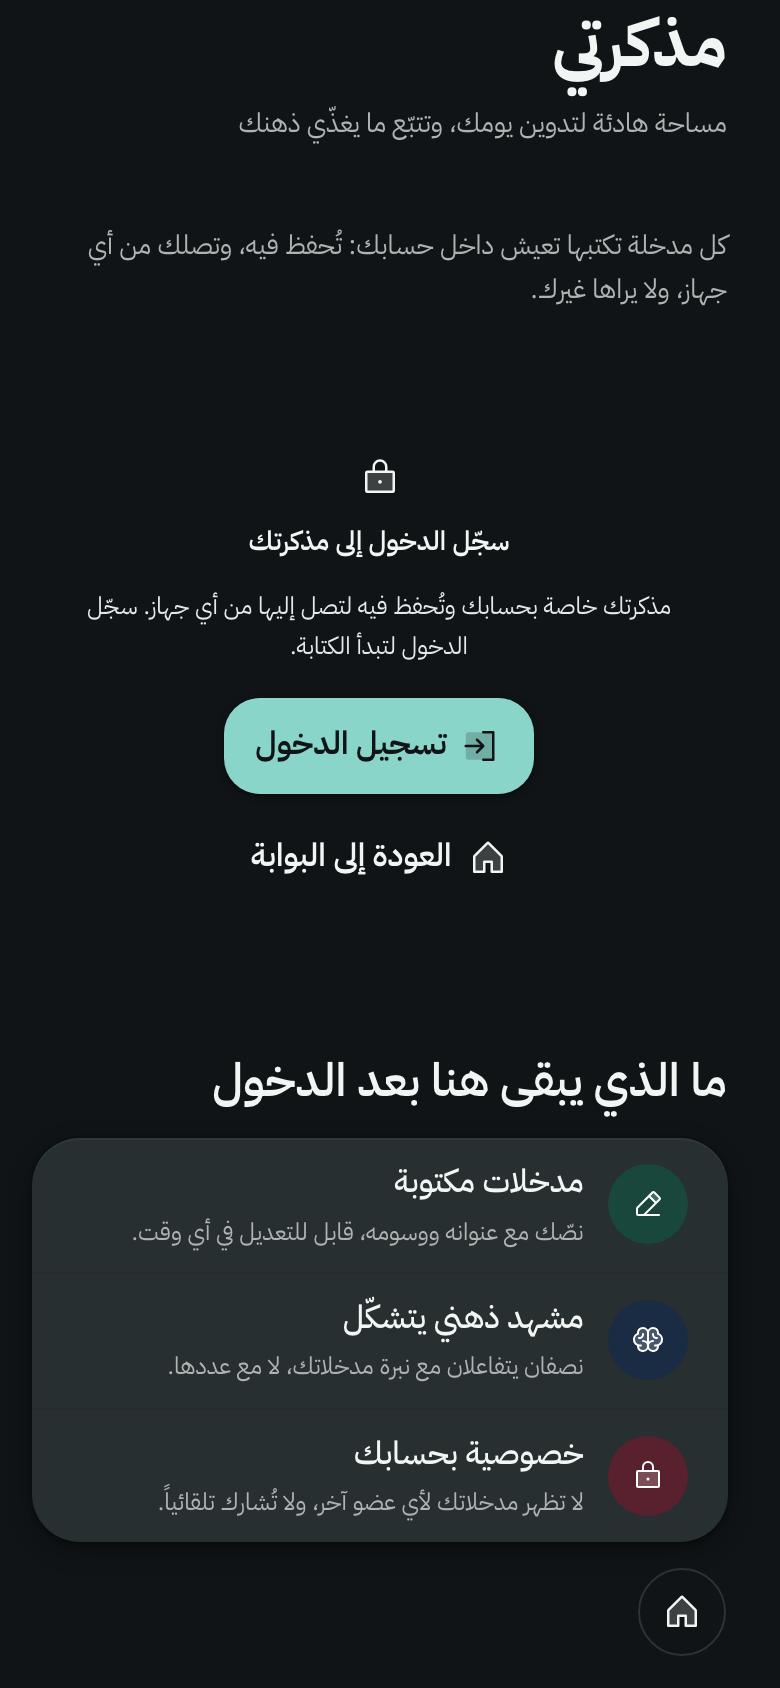 مذكرتي
مساحة هادئة لتدوين يومك، وتتبّع ما يغذّي ذهنك
كل مدخلة تكتبها تعيش داخل حسابك: تُحفظ فيه، وتصلك من أي
جهاز، ولا يراها غيرك.
سجّل الدخول إلى مذكرتك
مذكرتك خاصة بحسابك وتُحفظ فيه لتصل إليها من أي جهاز. سجّل
الدخول لتبدأ الكتابة.
تسجيل الدخول
العودة إلى البوابة
ما الذي يبقى هنا بعد الدخول
مدخلات مكتوبة
نصّك مع عنوانه ووسومه، قابل للتعديل في أي وقت.
مشهد ذهني يتشكّل
نصفان يتفاعلان مع نبرة مدخلاتك، لا مع عددها.
خصوصية بحسابك
لا تظهر مدخلاتك لأي عضو آخر، ولا تُشارك تلقائياً.